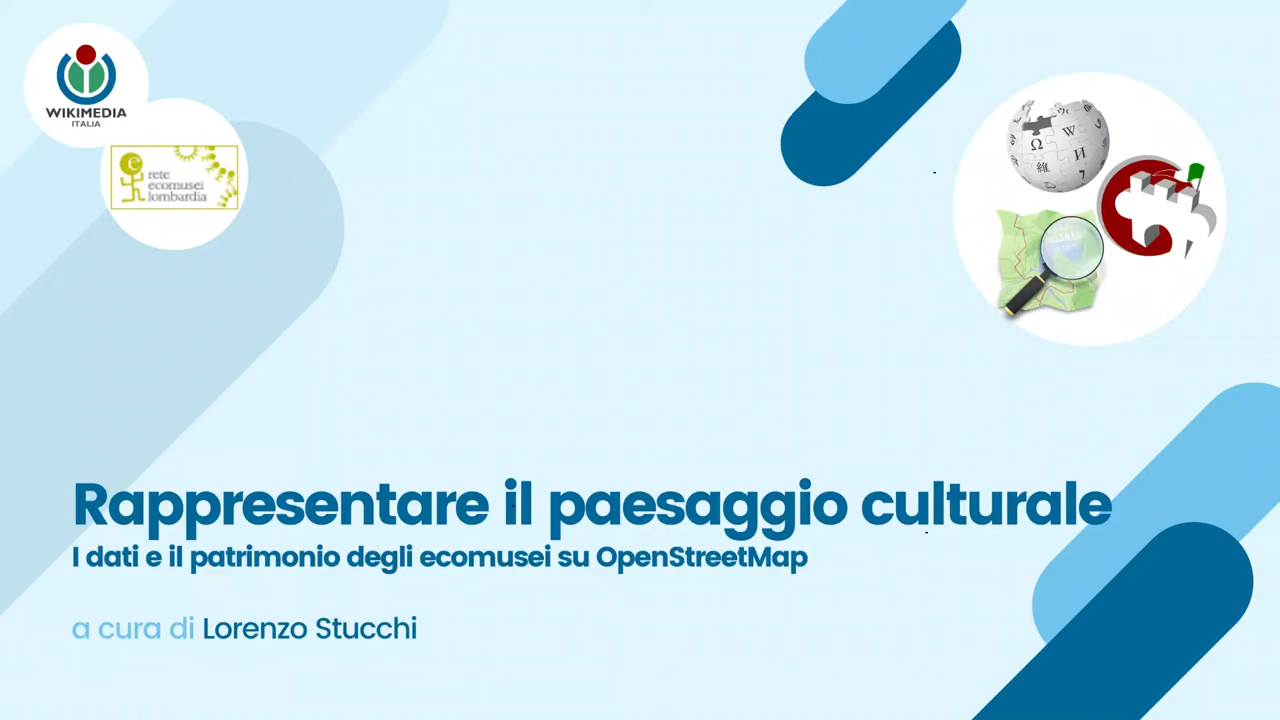 WIKIMEDIA
ITALIA
rete
ecomusei
lombardia
W
Ω
И
維
Rappresentare il paesaggio culturale
I dati e il patrimonio degli ecomusei su OpenStreetMap
a cura di Lorenzo Stucchi